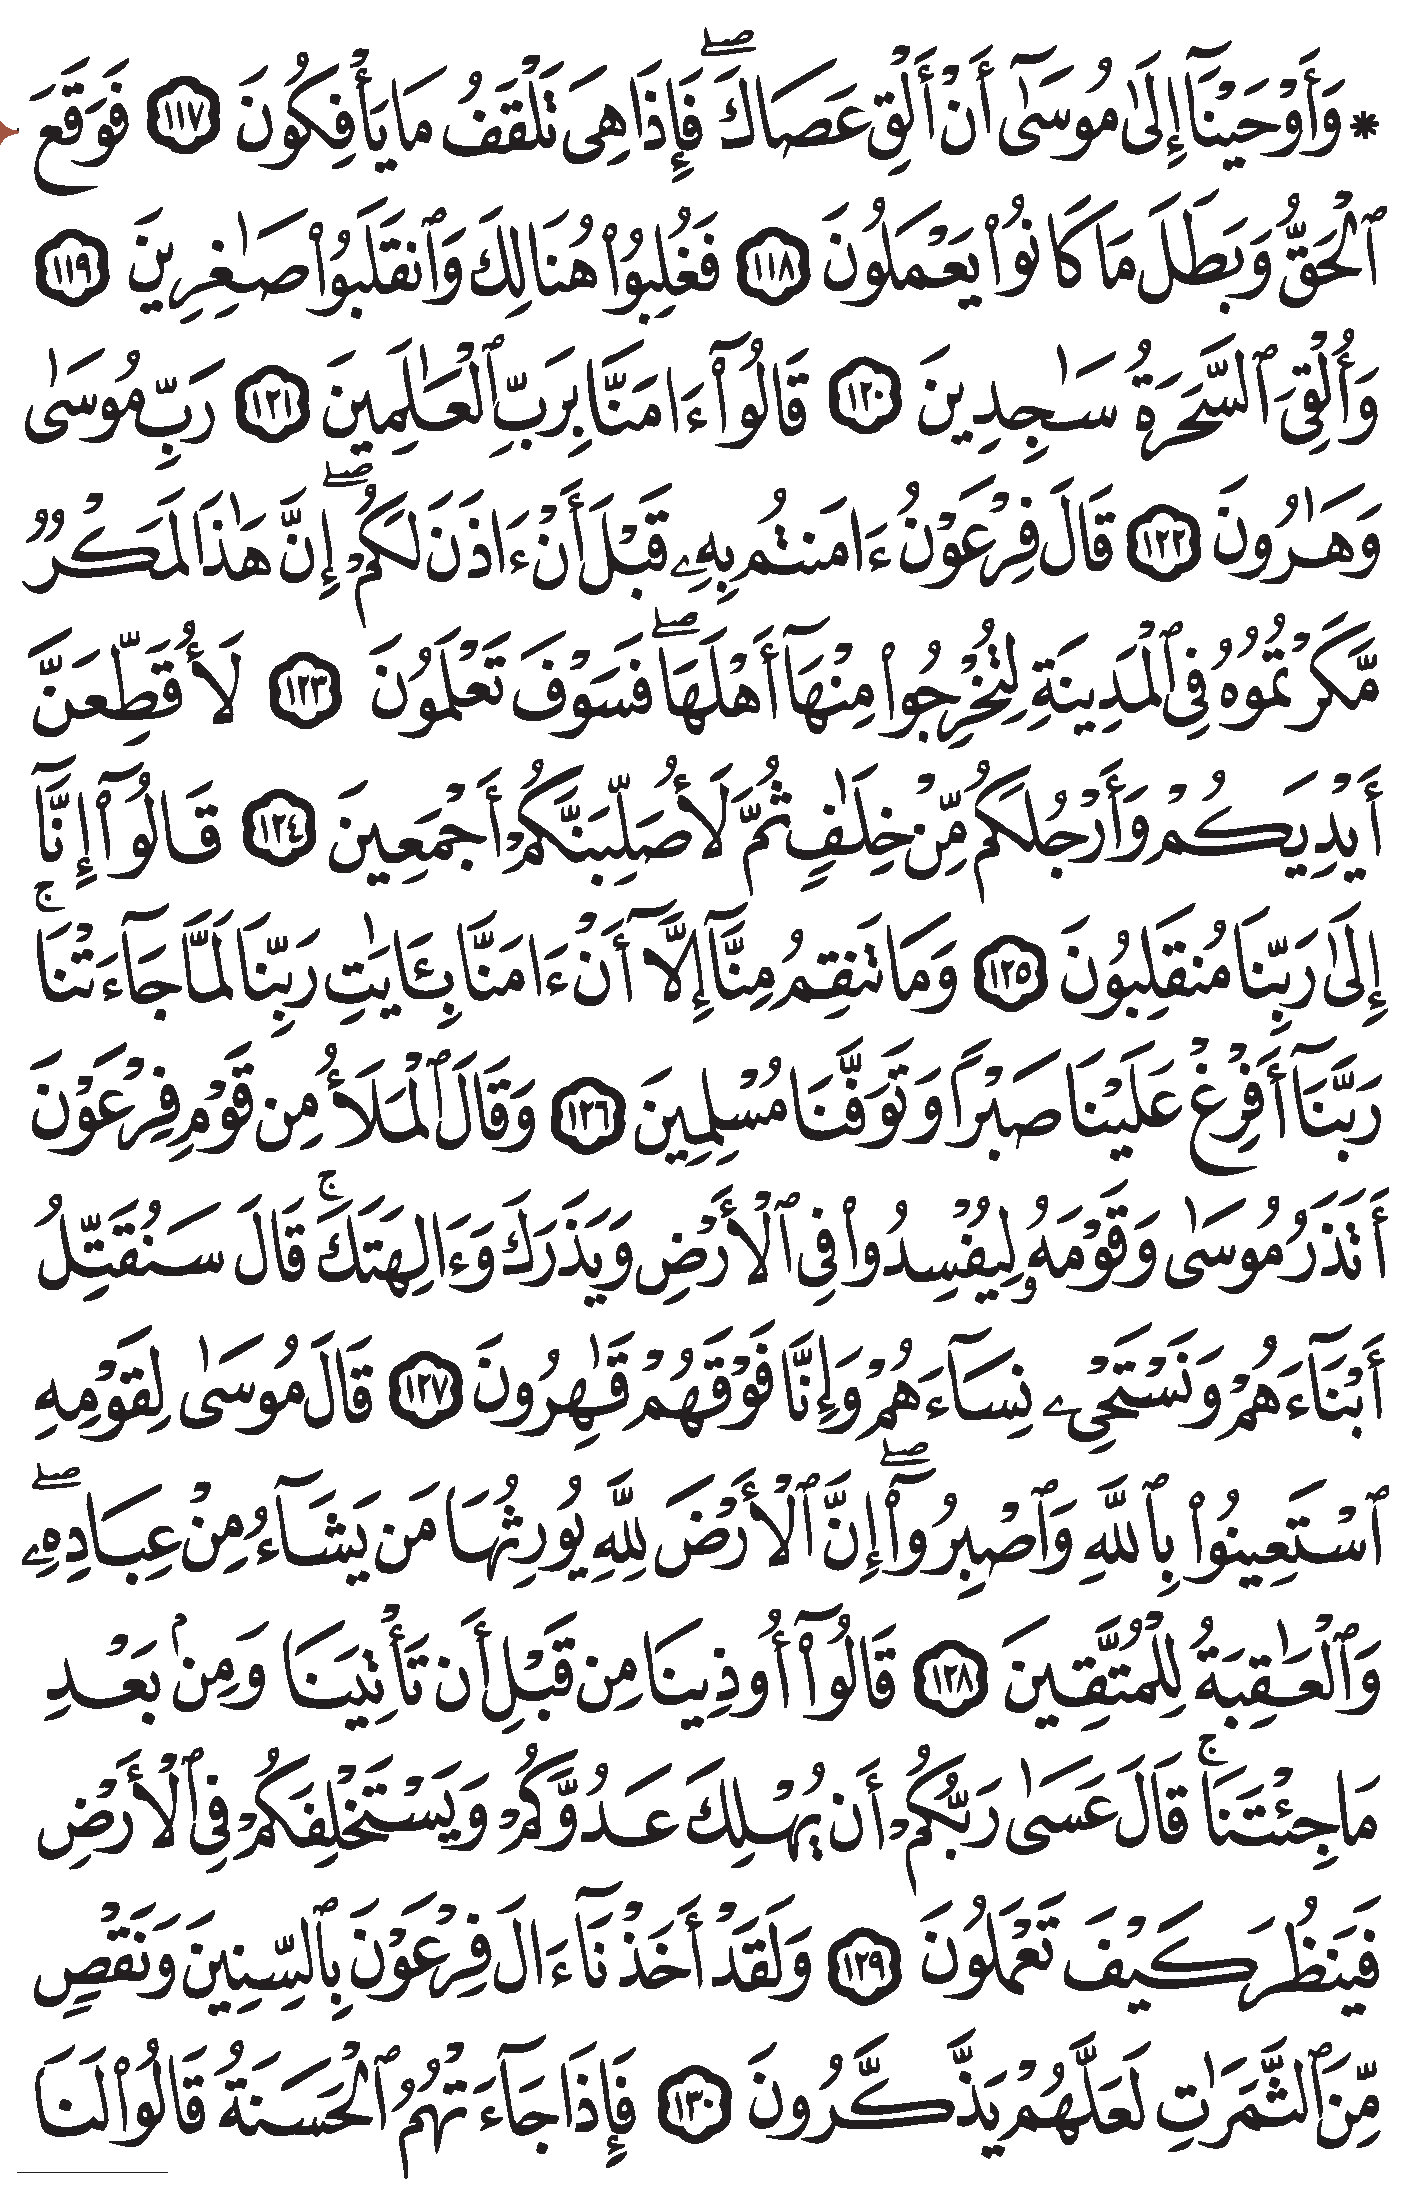 * وَأَوْحَيْنَآ إِلَىٰ مُوسَىٰٓ أَنْ أَلْقِ عَصَاكَۖ فَإِذَا هِىَ تَلْقَفُ مَا يَأْفِكُونَ ١١٧ فَوَقَعَ
ٱلْحَقُّ وَبَطَلَ مَا كَانُوا۟ يَعْمَلُونَ ١١٨ فَغُلِبُوا۟ هُنَالِكَ وَٱنقَلَبُوا۟ صَـٰغِرِينَ ١١٩
وَأُلْقِىَ ٱلسَّحَرَةُ سَـٰجِدِينَ ١٢٠ قَالُوٓا۟ ءَامَنَّا بِرَبِّ ٱلْعَـٰلَمِينَ ١٢١ رَبِّ مُوسَىٰ
وَهَـٰرُونَ ١٢٢ قَالَ فِرْعَوْنُ ءَامَنتُم بِهِۦ قَبْلَ أَنْ ءَاذَنَ لَكُمْۖ إِنَّ هَـٰذَا لَمَكْرٌ
مَّكَرْتُمُوهُ فِى ٱلْمَدِينَةِ لِتُخْرِجُوا۟ مِنْهَآ أَهْلَهَاۖ فَسَوْفَ تَعْلَمُونَ ١٢٣ لَأُقَطِّعَنَّ
أَيْدِيَكُمْ وَأَرْجُلَكُم مِّنْ خِلَـٰفٍ ثُمَّ لَأُصَلِّبَنَّكُمْ أَجْمَعِينَ ١٢٤ قَالُوٓا۟ إِنَّآ
إِلَىٰ رَبِّنَا مُنقَلِبُونَ ١٢٥ وَمَا تَنقِمُ مِنَّآ إِلَّآ أَنْ ءَامَنَّا بِـَٔايَـٰتِ رَبِّنَا لَمَّا جَآءَتْنَاۚ
رَبَّنَآ أَفْرِغْ عَلَيْنَا صَبْرًا وَتَوَفَّنَا مُسْلِمِينَ ١٢٦ وَقَالَ ٱلْمَلَأُ مِن قَوْمِ فِرْعَوْنَ
أَتَذَرُ مُوسَىٰ وَقَوْمَهُۥ لِيُفْسِدُوا۟ فِى ٱلْأَرْضِ وَيَذَرَكَ وَءَالِهَتَكَۚ قَالَ سَنُقَتِّلُ
أَبْنَآءَهُمْ وَنَسْتَحْىِۦ نِسَآءَهُمْ وَإِنَّا فَوْقَهُمْ قَـٰهِرُونَ ١٢٧ قَالَ مُوسَىٰ لِقَوْمِهِ
ٱسْتَعِينُوا۟ بِٱللَّهِ وَٱصْبِرُوٓا۟ۖ إِنَّ ٱلْأَرْضَ لِلَّهِ يُورِثُهَا مَن يَشَآءُ مِنْ عِبَادِهِۦۖ
وَٱلْعَـٰقِبَةُ لِلْمُتَّقِينَ ١٢٨ قَالُوٓا۟ أُوذِينَا مِن قَبْلِ أَن تَأْتِيَنَا وَمِنۢ بَعْدِ
مَا جِئْتَنَاۚ قَالَ عَسَىٰ رَبُّكُمْ أَن يُهْلِكَ عَدُوَّكُمْ وَيَسْتَخْلِفَكُمْ فِى ٱلْأَرْضِ
فَيَنظُرَ كَيْفَ تَعْمَلُونَ ١٢٩ وَلَقَدْ أَخَذْنَآ ءَالَ فِرْعَوْنَ بِٱلسِّنِينَ وَنَقْصٍ
مِّنَ ٱلثَّمَرَٰتِ لَعَلَّهُمْ يَذَّكَّرُونَ ١٣٠ فَإِذَا جَآءَتْهُمُ ٱلْحَسَنَةُ قَالُوا۟ لَنَا